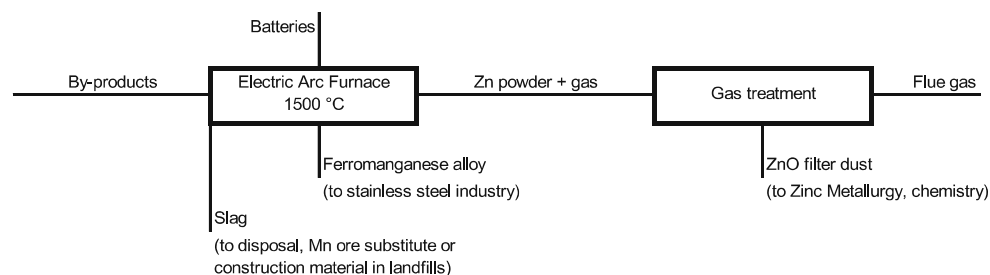 Batteries
By-products
Electric Arc Furnace
1500 °C
Zn powder + gas
Gas treatment
Flue gas
Ferromanganese alloy
(to stainless steel industry)
ZnO filter dust
(to Zinc Metallurgy, chemistry)
Slag
(to disposal, Mn ore substitute or
construction material in landfills)